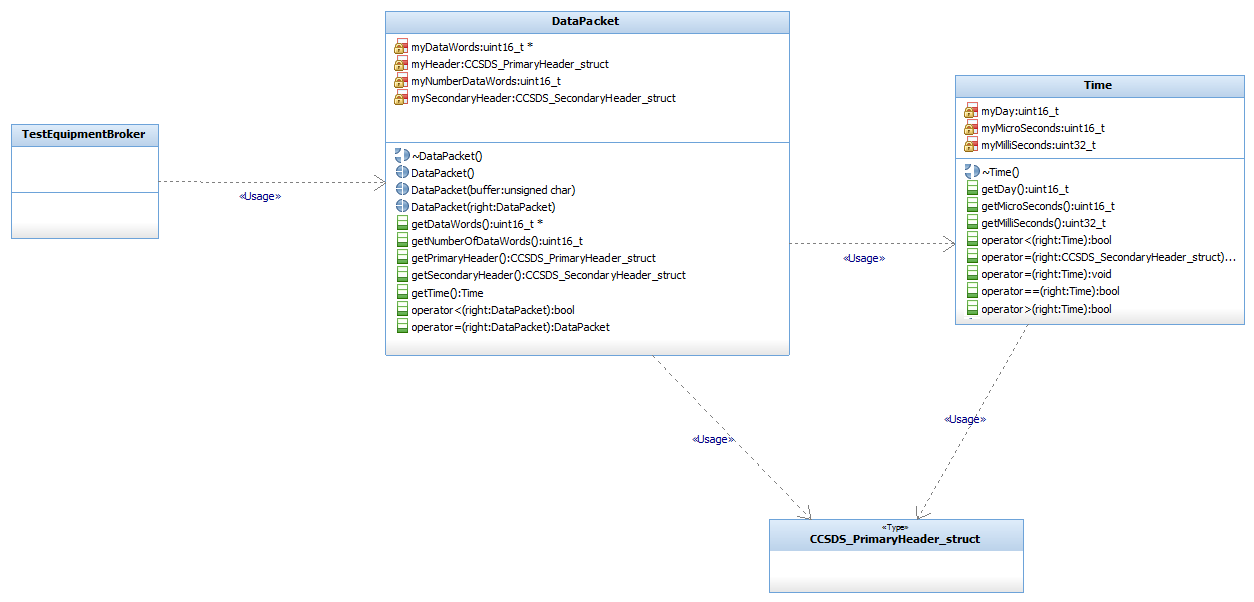 DataPacket
myDataWords:uint16_t *
myHeader:CCSDS_PrimaryHeader_struct
myNumberDataWords:uint16_t
mySecondaryHeader:CCSDS_SecondaryHeader_struct
~DataPacket()
DataPacket()
DataPacket(buffer:unsigned char)
DataPacket(right:DataPacket)
getDataWords():uint16_t *
getNumberOfDataWords():uint16_t
getPrimaryHeader():CCSDS_PrimaryHeader_struct
getSecondaryHeader():CCSDS_SecondaryHeader_struct
getTime():Time
operator<(right:DataPacket):bool
operator=(right:DataPacket):DataPacket
Time
myDay:uint16_t
myMicroSeconds:uint16_t
myMilliSeconds:uint32_t
~Time()
getDay():uint16_t
getMicroSeconds():uint16_t
getMilliSeconds():uint32_t
operator<(right:Time):bool
operator=(right:CCSDS_SecondaryHeader_struct)...
operator=(right:Time):void
operator==(right:Time):bool
operator>(right:Time):bool
TestEquipmentBroker
«Usage»
«Usage»
«Usage»
«Usage»
«Type»
CCSDS_PrimaryHeader_struct